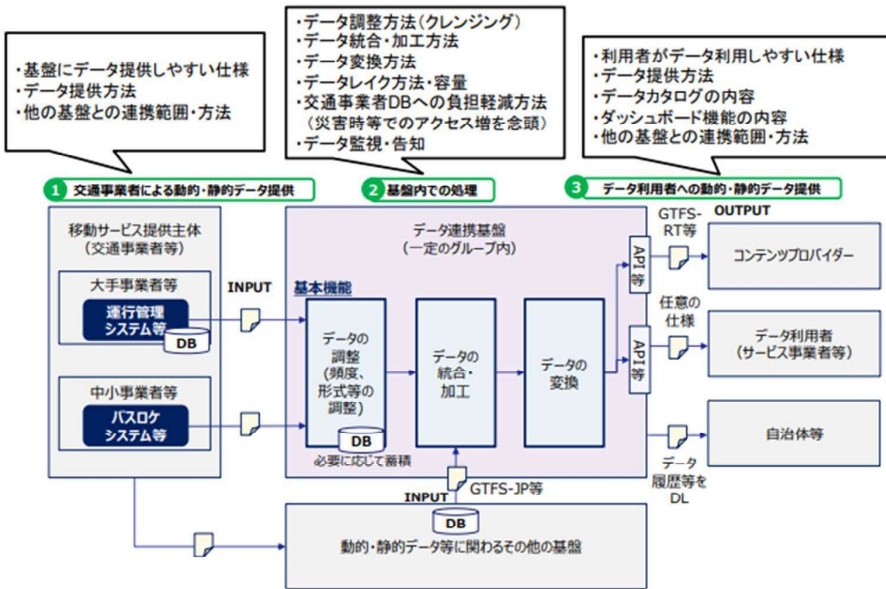 ・基盤にデータ提供しやすい仕様
・データ提供方法
・他の基盤との連携範囲・方法
・データ調整方法(クレンジング)
・データ統合・加工方法
・データ変換方法
・データレイク方法・容量
・交通事業者DBへの負担軽減方法
(災害時等でのアクセス増を念頭)
・データ監視・告知
・利用者がデータ利用しやすい仕様
・データ提供方法
・データカタログの内容
・ダッシュボード機能の内容
・他の基盤との連携範囲・方法
1 交通事業者による動的・静的データ提供
2 基盤内での処理
3 データ利用者への動的・静的データ提供
移動サービス提供主体
(交通事業者等)
大手事業者等
運行管理
システム等
DB
中小事業者等
バスロケ
システム等
INPUT
データ連携基盤
(一定のグループ内)
基本機能
データの
調整
(頻度、
形式等の
調整)
DB
必要に応じて蓄積
データの
統合・
加工
データの
変換
API等
API等
GTFS-
RT等
OUTPUT
コンテンツプロバイダー
任意の
仕様
データ利用者
(サービス事業者等)
自治体等
データ
履歴等を
DL
INPUT
GTFS-JP等
DB
動的・静的データ等に関わるその他の基盤